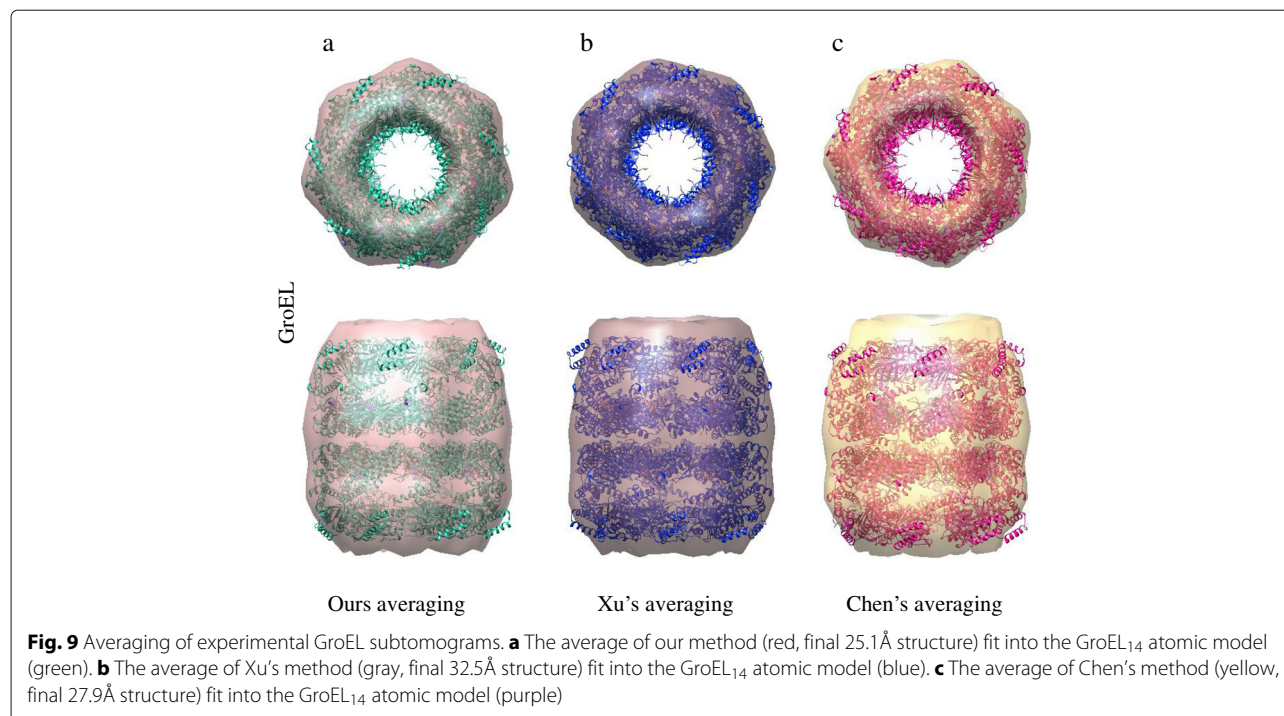 a b c
GroEL
Ours averaging Xu's averaging Chen's averaging
Fig. 9 Averaging of experimental GroEL subtomograms. a The average of our method (red, final 25.1Å structure) fit into the GroEL₁₄ atomic model
(green). b The average of Xu's method (gray, final 32.5Å structure) fit into the GroEL₁₄ atomic model (blue). c The average of Chen's method (yellow,
final 27.9Å structure) fit into the GroEL₁₄ atomic model (purple)